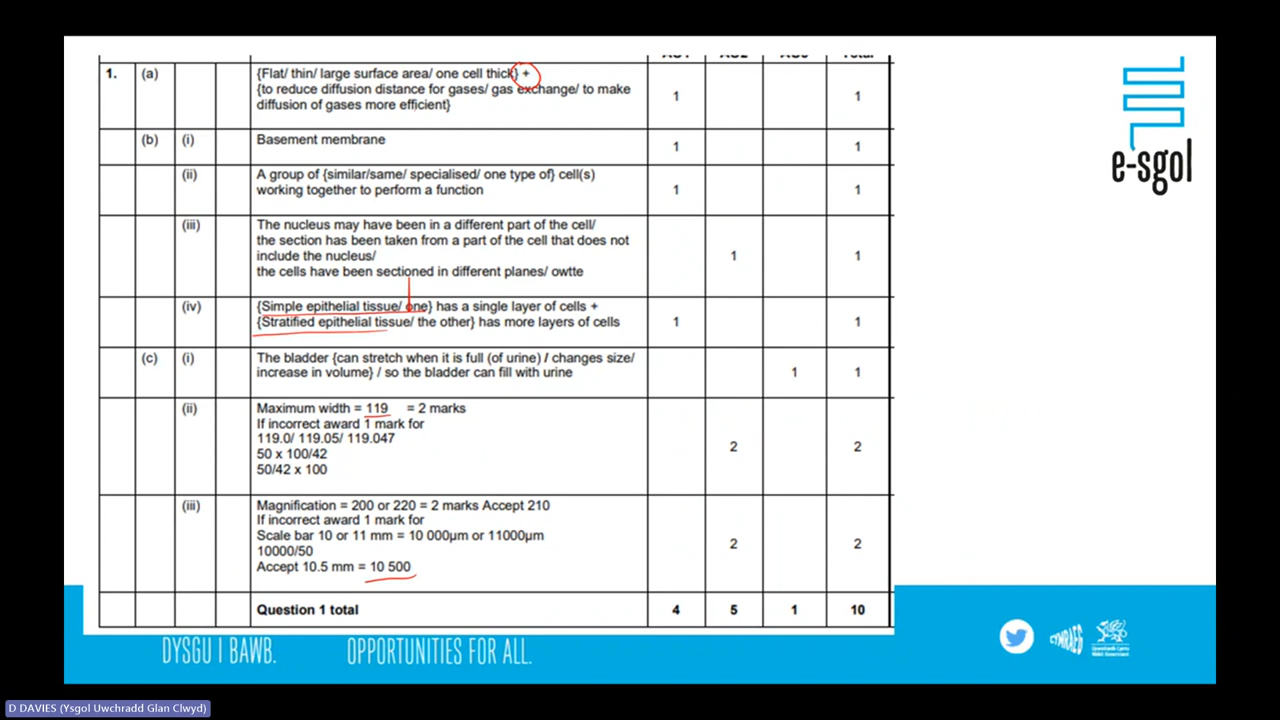 Total
1. (a) {Flat/ thin/ large surface area/ one cell thick} +
{to reduce diffusion distance for gases/ gas exchange/ to make
diffusion of gases more efficient}
1 1
(b) (i) Basement membrane
1 1
(ii) A group of {similar/same/ specialised/ one type of} cell(s)
working together to perform a function
1 1
(iii) The nucleus may have been in a different part of the cell/
the section has been taken from a part of the cell that does not
include the nucleus/
the cells have been sectioned in different planes/ owtte
1 1
(iv) {Simple epithelial tissue/ one} has a single layer of cells +
{Stratified epithelial tissue/ the other} has more layers of cells
1 1
(c) (i) The bladder {can stretch when it is full (of urine) / changes size/
increase in volume} / so the bladder can fill with urine
1 1
(ii) Maximum width = 119 = 2 marks
If incorrect award 1 mark for
119.0/ 119.05/ 119.047
50 x 100/42
50/42 x 100
2 2
(iii) Magnification = 200 or 220 = 2 marks Accept 210
If incorrect award 1 mark for
Scale bar 10 or 11 mm = 10 000µm or 11000µm
10000/50
Accept 10.5 mm = 10 500
2 2
Question 1 total 4 5 1 10
e-sgol
DYSGU I BAWB. OPPORTUNITIES FOR ALL.
CYMRAEG
Llywodraeth Cymru
Welsh Government
D DAVIES (Ysgol Uwchradd Glan Clwyd)